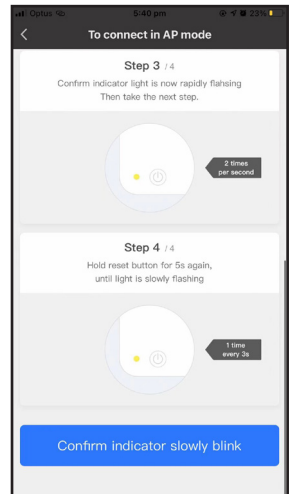 Optus
5:40 pm
23%
To connect in AP mode
Step 3 / 4
Confirm indicator light is now rapidly flahsing
Then take the next step.
2 times
per second
Step 4 / 4
Hold reset button for 5s again,
until light is slowly flashing
1 time
every 3s
Confirm indicator slowly blink